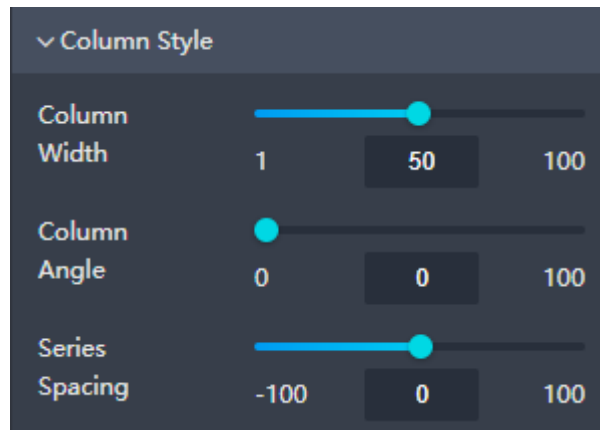 Column Style
Column
Width
1 50 100
Column
Angle
0 0 100
Series
Spacing
-100 0 100